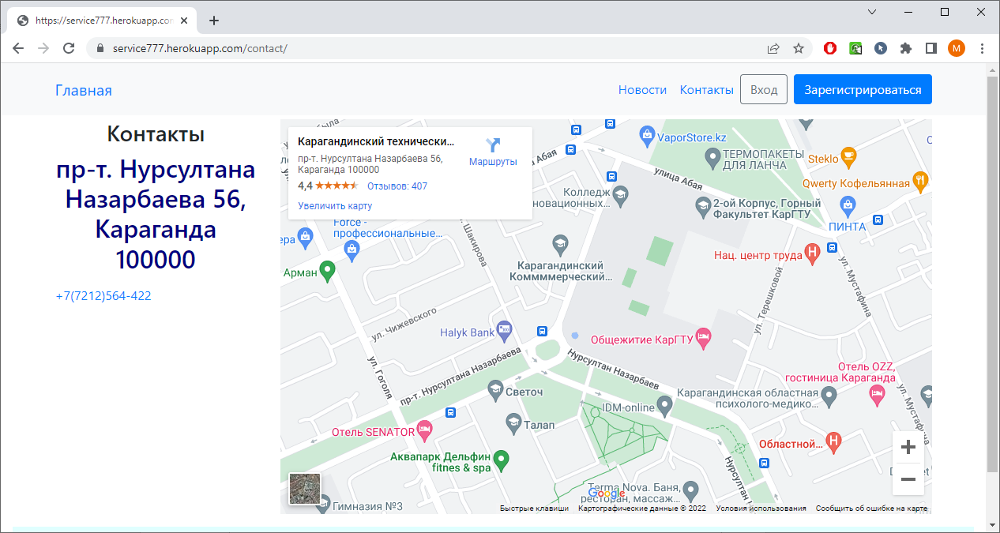 https://service777.herokuapp.con
service777.herokuapp.com/contact/
M
Главная
Новости
Контакты
Вход
Зарегистрироваться
Контакты
пр-т. Нурсултана
Назарбаева 56,
Караганда
100000
+7(7212)564-422
Карагандинский технически...
пр-т. Нурсултана Назарбаева 56,
Караганда 100000
4,4
Отзывов: 407
Увеличить карту
Маршруты
Абая
VaporStore.kz
ТЕРМОПАКЕТЫ
ДЛЯ ЛАНЧА
Steklo
улица Абая
Qwerty Кофельянная
Колледж
новационных...
2-ой Корпус, Горный
Факультет КарГТУ
ПИНТА
Force -
профессиональные...
ул. Шакирова
Нац. центр труда
Арман
Карагандинский
Коммммерческий...
ул. Мустафина
ул. Терешковой
ул. Чижевского
Halyk Bank
Общежитие КарГТУ
ул. Гоголя
пр-т. Нурсултана Назарбаева
Нурсултан Назарбаев
Отель OZZ,
гостиница Караганда
ул. Мустафина
Светоч
IDM-online
Карагандинская областная
психолого-медико...
Талап
Отель SENATOR
Областной...
Аквапарк Дельфин
fitnes & spa
Нурсултан
Terma Nova. Баня,
ресторан, массаж...
Google
Гимназия №3
Быстрые клавиши
Картографические данные © 2022
Условия использования
Сообщить об ошибке на карте